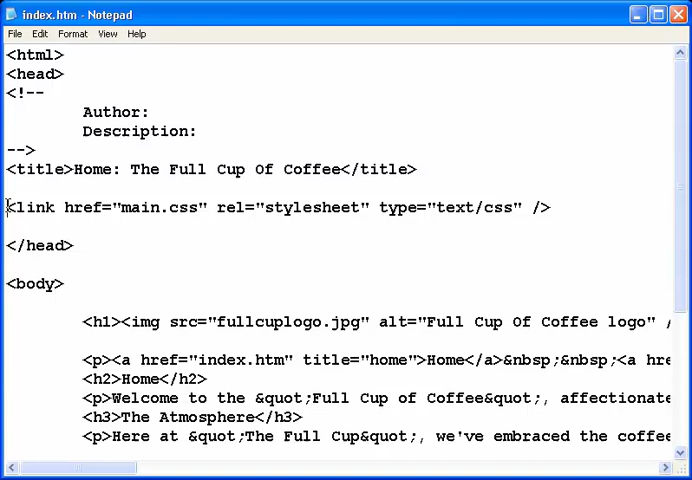 index.htm - Notepad
File Edit Format View Help
<html>
<head>
<!--
Author:
Description:
-->
<title>Home: The Full Cup Of Coffee</title>
<link href="main.css" rel="stylesheet" type="text/css" />
</head>
<body>
<h1><img src="fullcuplogo.jpg" alt="Full Cup Of Coffee logo" /
<p><a href="index.htm" title="home">Home</a>&nbsp;&nbsp;<a hre
<h2>Home</h2>
<p>Welcome to the &quot;Full Cup of Coffee&quot;, affectionate
<h3>The Atmosphere</h3>
<p>Here at &quot;The Full Cup&quot;, we've embraced the coffee